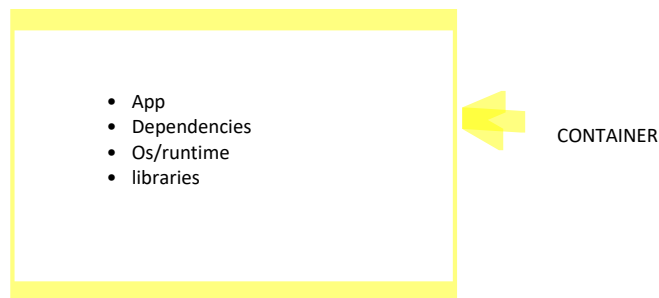 • App
• Dependencies
• Os/runtime
• libraries
CONTAINER